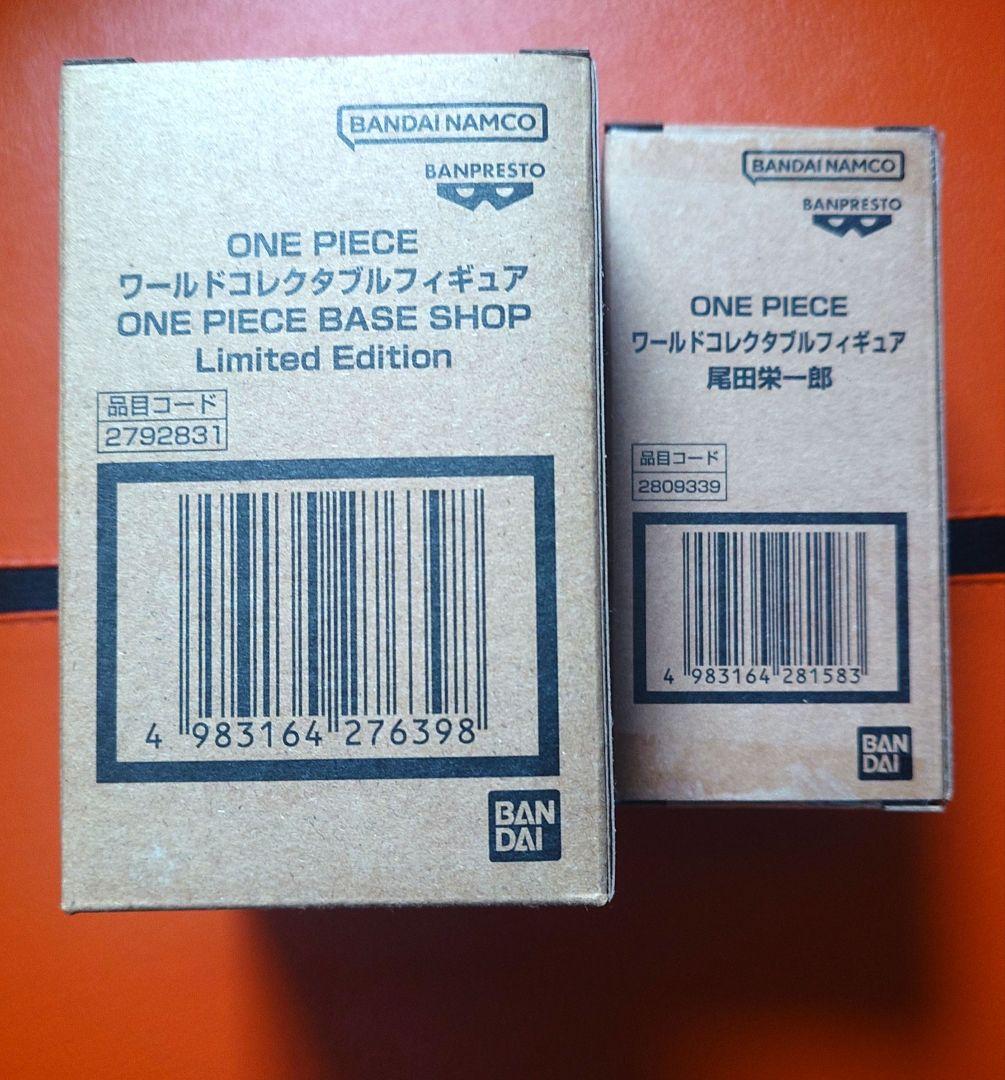 BANDAI NAMCO
BANPRESTO
ONE PIECE
ワールドコレクタブルフィギュア
ONE PIECE BASE SHOP
Limited Edition
品目コード
2792831
4 983164 276398
BAN
DAI
BANDAI NAMCO
BANPRESTO
ONE PIECE
ワールドコレクタブルフィギュア
尾田栄一郎
品目コード
2809339
4 983164 281583
BAN
DAI